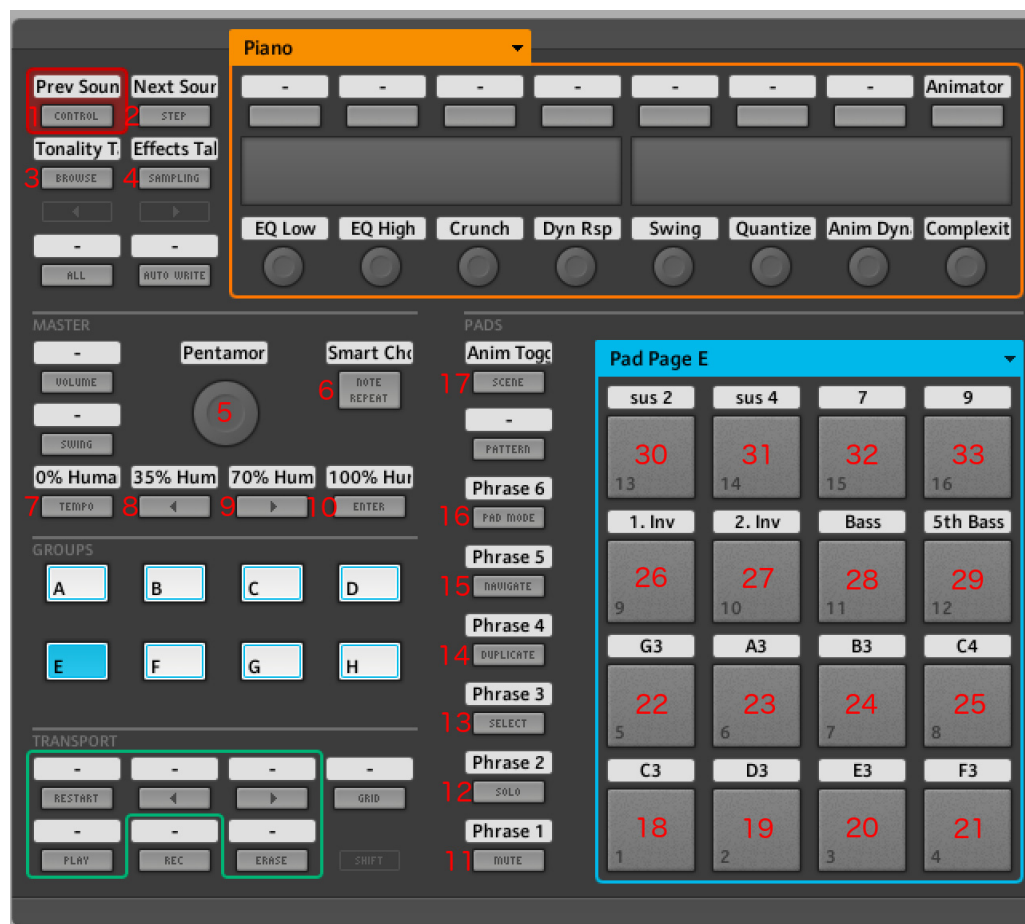 Piano
Prev Soun Next Sour - - - - - - - Animator
1 CONTROL 2 STEP
Tonality T Effects Tal
3 BROWSE 4 SAMPLING
EQ Low EQ High Crunch Dyn Rsp Swing Quantize Anim Dyn Complexit
- -
ALL AUTO WRITE
MASTER
- Pentamor Smart Cho
VOLUME 5 6 NOTE REPEAT
-
SWING
0% Huma 35% Hum 70% Hum 100% Hur
7 TEMPO 8 9 10 ENTER
GROUPS
A B C D
E F G H
TRANSPORT
- - - -
RESTART GRID
- - -
PLAY REC ERASE SHIFT
PADS
Anim Togg
17 SCENE
-
PATTERN
Phrase 6
16 PAD MODE
Phrase 5
15 NAVIGATE
Phrase 4
14 DUPLICATE
Phrase 3
13 SELECT
Phrase 2
12 SOLO
Phrase 1
11 MUTE
Pad Page E
sus 2 sus 4 7 9
30 31 32 33
13 14 15 16
1. Inv 2. Inv Bass 5th Bass
26 27 28 29
9 10 11 12
G3 A3 B3 C4
22 23 24 25
5 6 7 8
C3 D3 E3 F3
18 19 20 21
1 2 3 4